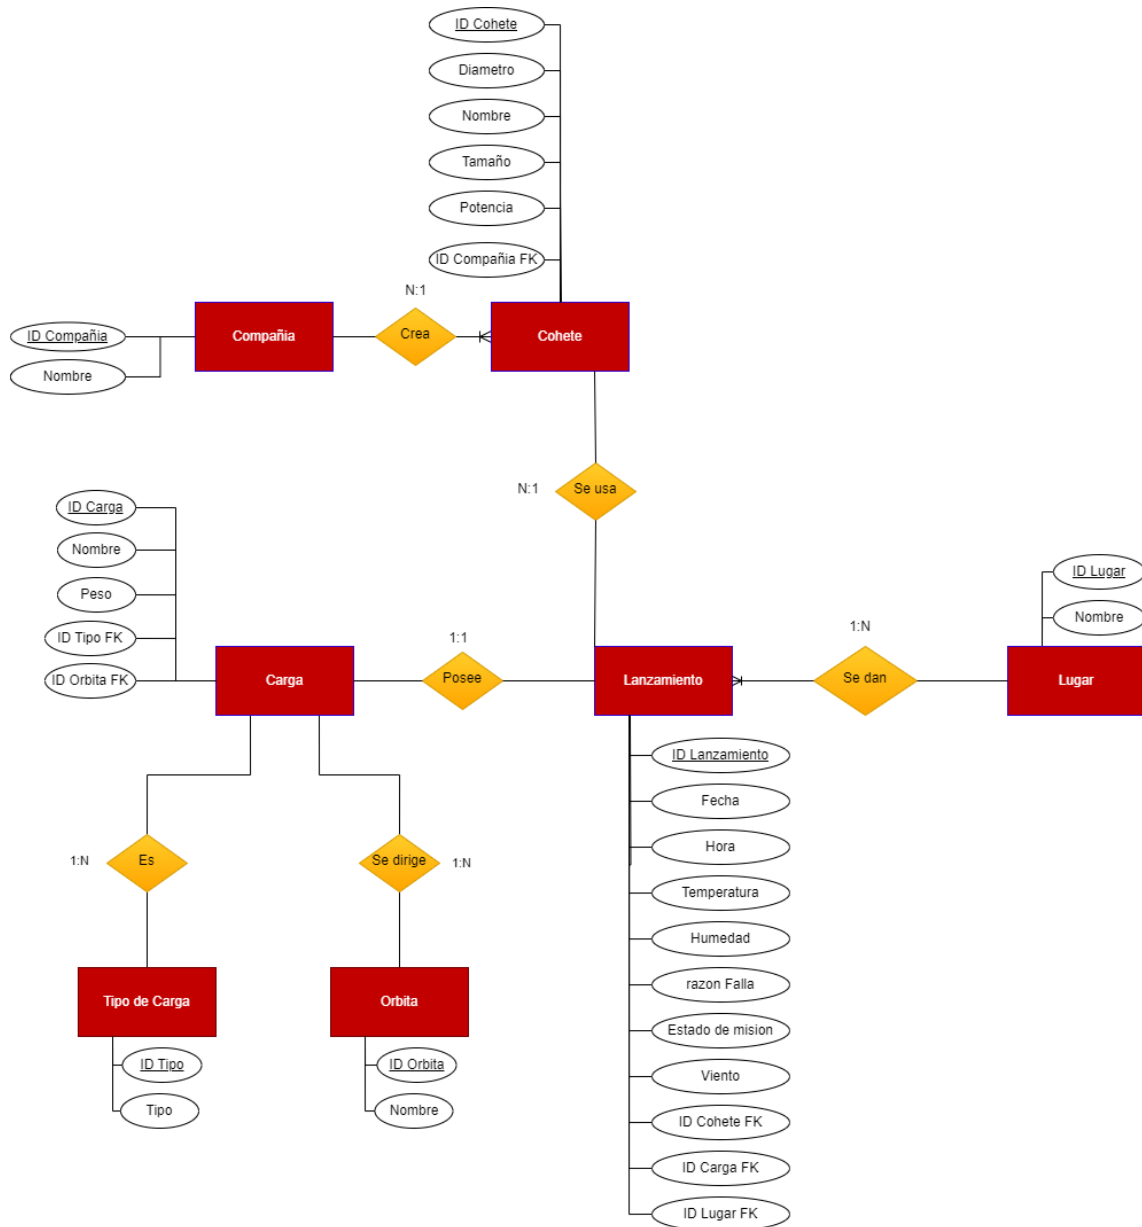 ID Cohete
Diametro
Nombre
Tamaño
Potencia
ID Compañia FK
N:1
Compañia
Crea
Cohete
ID Compañia
Nombre
N:1
Se usa
ID Carga
Nombre
Peso
ID Tipo FK
ID Orbita FK
Carga
1:1
Posee
Lanzamiento
1:N
Se dan
ID Lugar
Nombre
Lugar
1:N
Es
Se dirige
1:N
Tipo de Carga
ID Tipo
Tipo
Orbita
ID Orbita
Nombre
ID Lanzamiento
Fecha
Hora
Temperatura
Humedad
razon Falla
Estado de mision
Viento
ID Cohete FK
ID Carga FK
ID Lugar FK